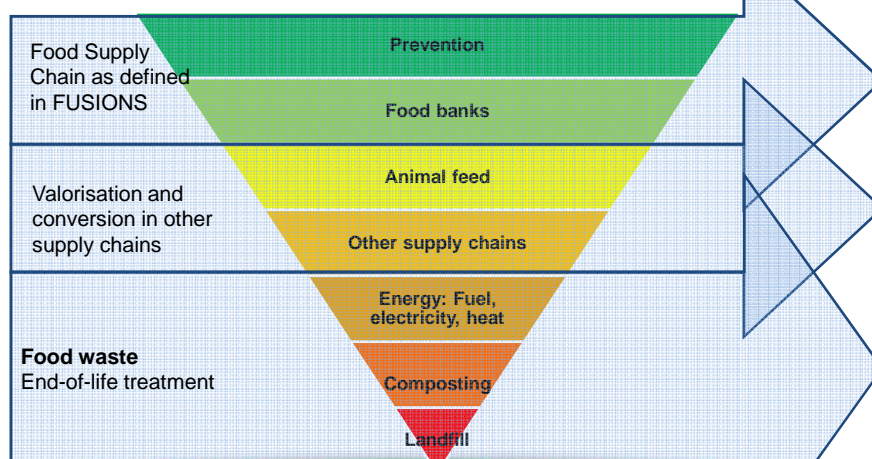 Food Supply
Chain as defined
in FUSIONS
Prevention
Food banks
Valorisation and
conversion in other
supply chains
Animal feed
Other supply chains
Food waste
End-of-life treatment
Energy: Fuel,
electricity, heat
Composting
Landfill